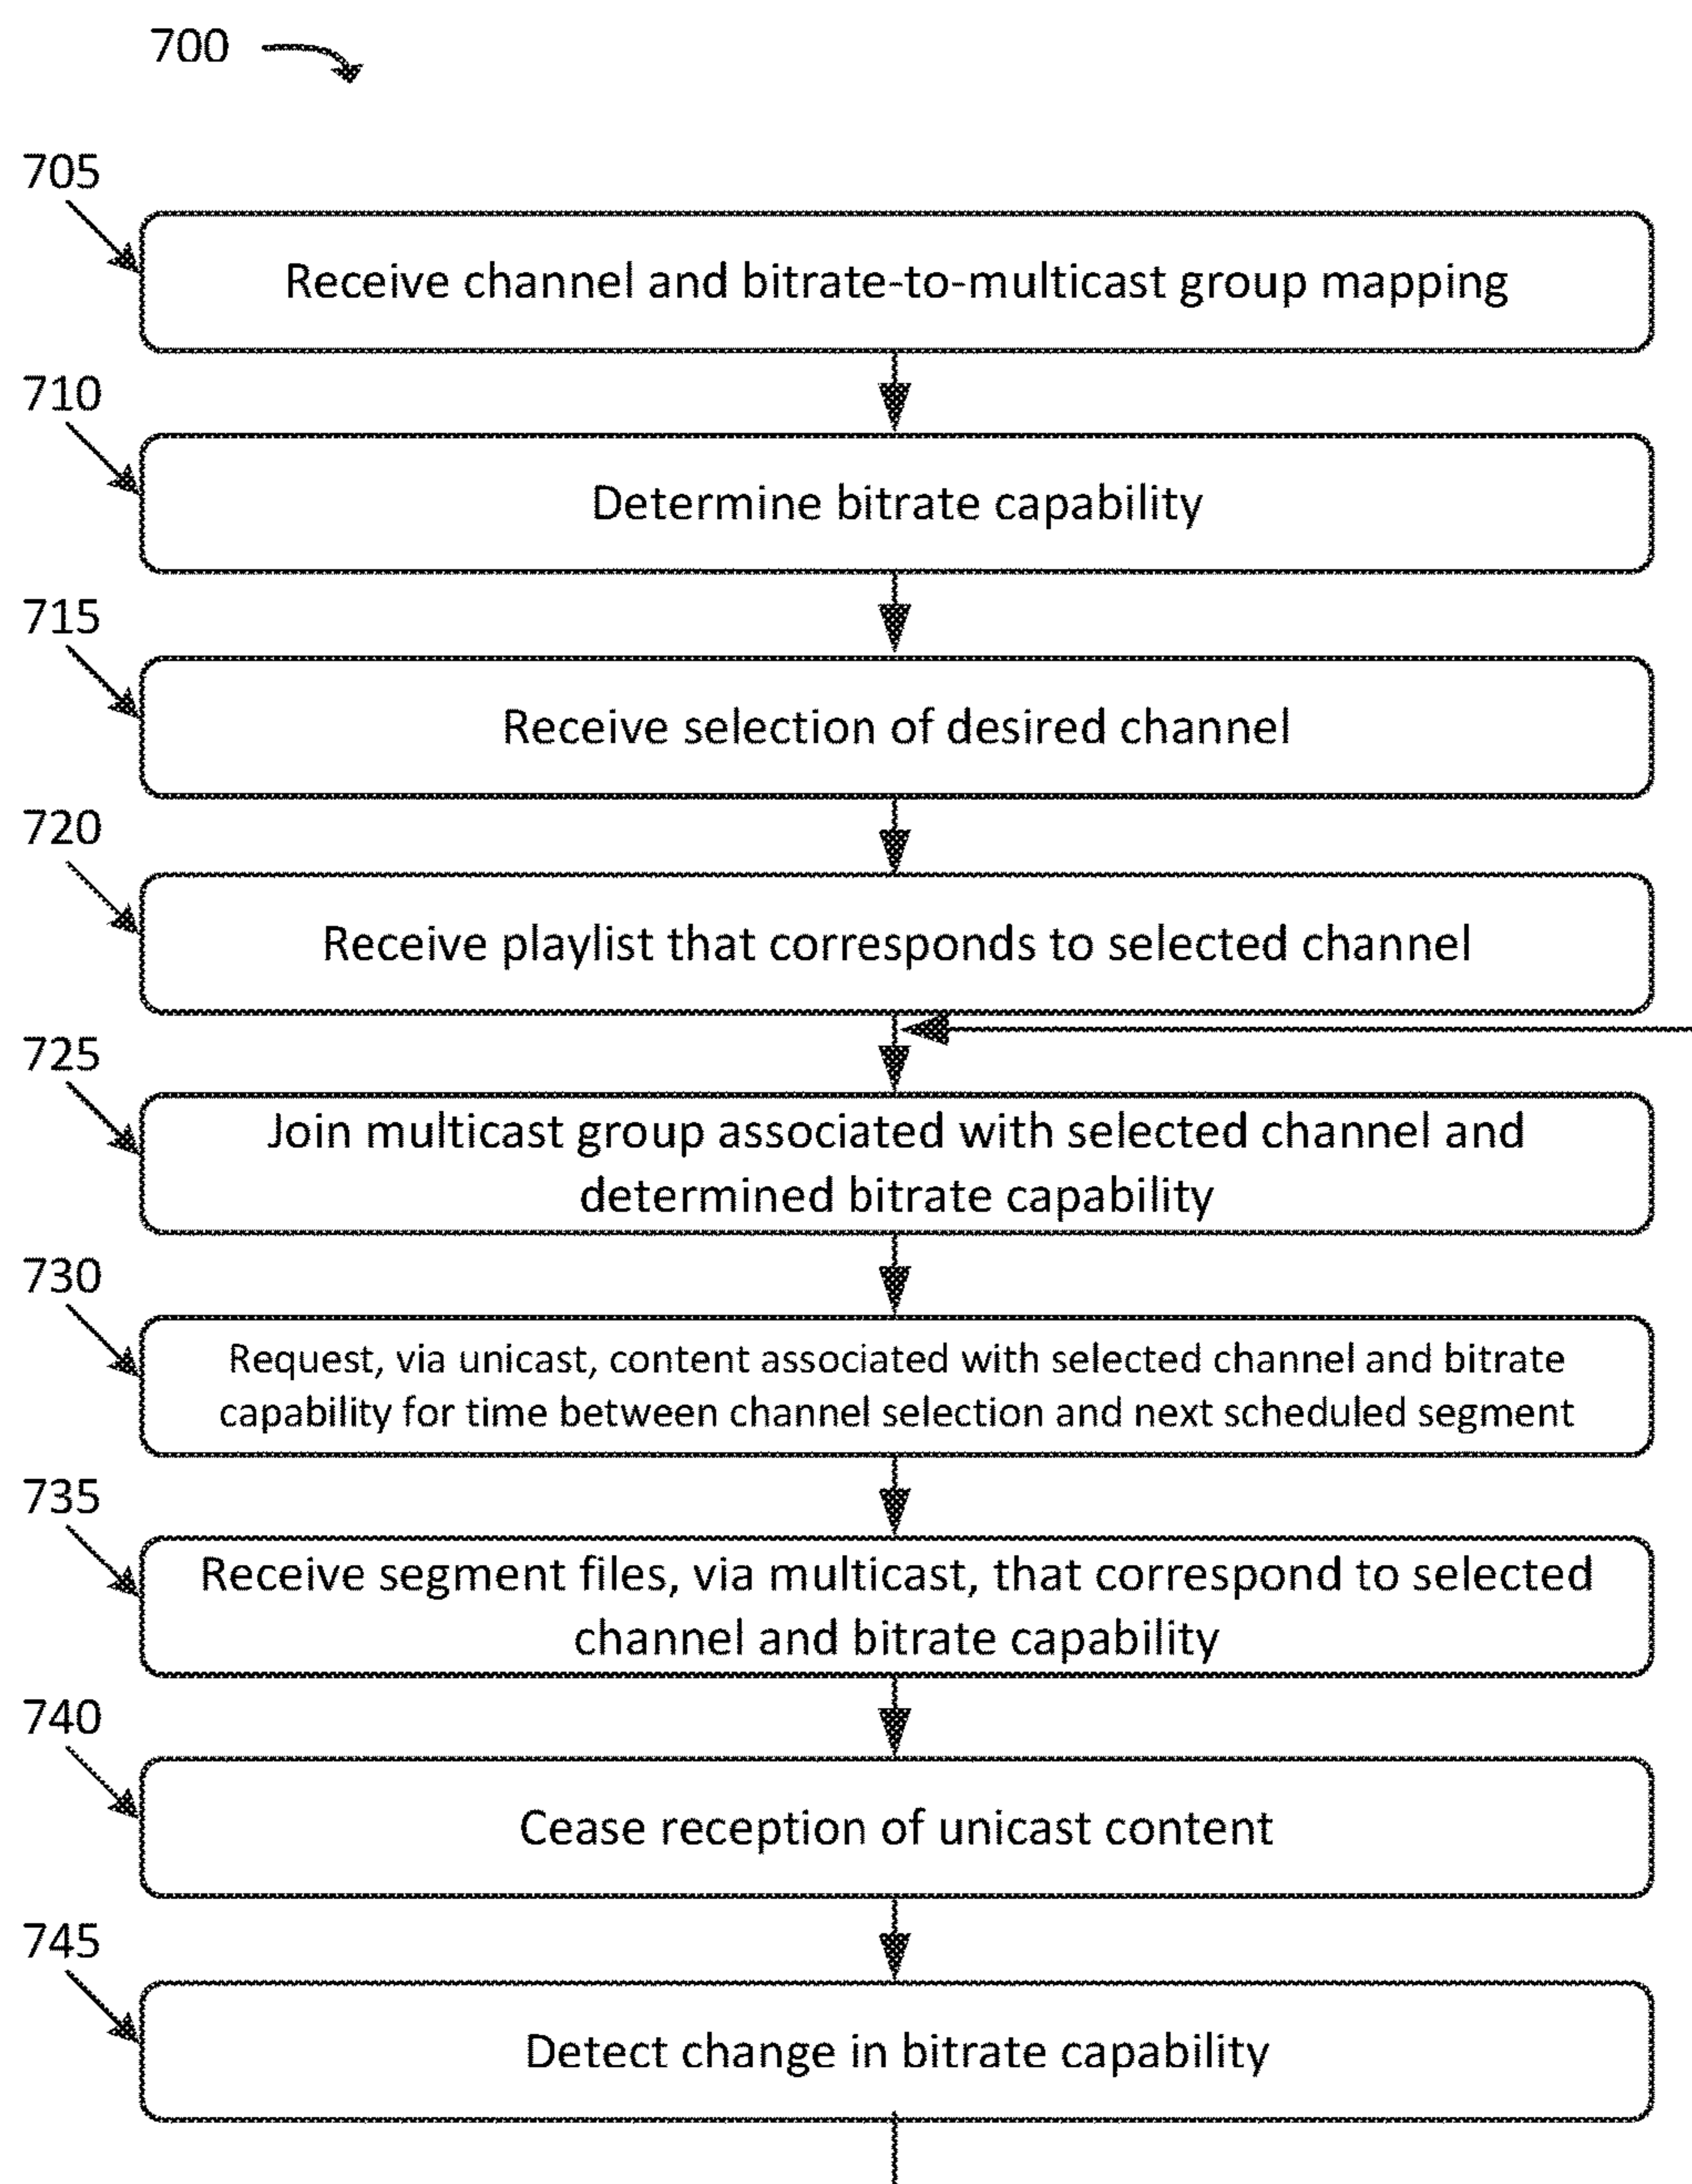 700
705
Receive channel and bitrate-to-multicast group mapping
710
Determine bitrate capability
715
Receive selection of desired channel
720
Receive playlist that corresponds to selected channel
725
Join multicast group associated with selected channel and
determined bitrate capability
730
Request, via unicast, content associated with selected channel and bitrate
capability for time between channel selection and next scheduled segment
735
Receive segment files, via multicast, that correspond to selected
channel and bitrate capability
740
Cease reception of unicast content
745
Detect change in bitrate capability